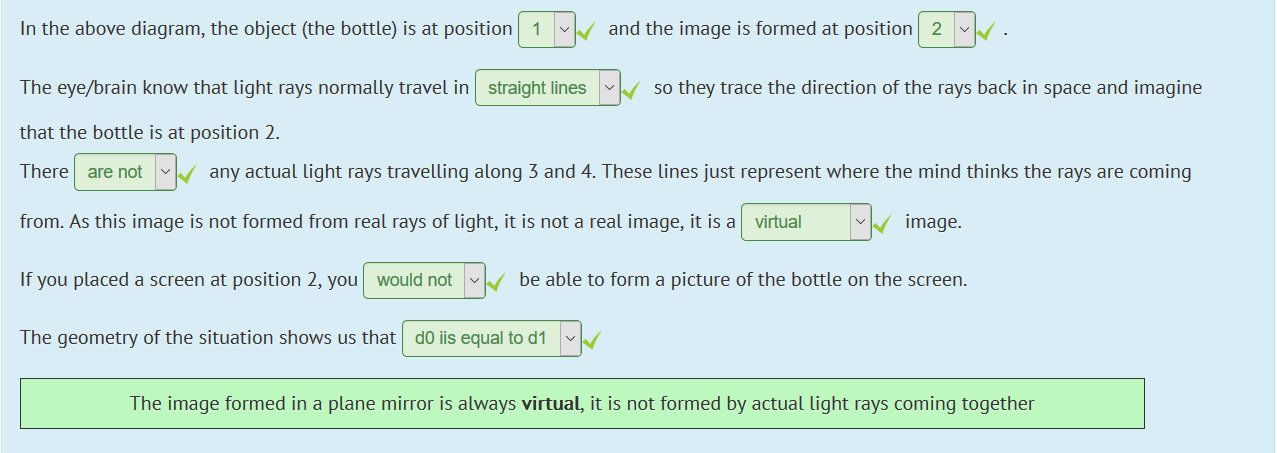 In the above diagram, the object (the bottle) is at position 1 and the image is formed at position 2 .
The eye/brain know that light rays normally travel in straight lines so they trace the direction of the rays back in space and imagine
that the bottle is at position 2.
There are not any actual light rays travelling along 3 and 4. These lines just represent where the mind thinks the rays are coming
from. As this image is not formed from real rays of light, it is not a real image, it is a virtual image.
If you placed a screen at position 2, you would not be able to form a picture of the bottle on the screen.
The geometry of the situation shows us that d0 iis equal to d1
The image formed in a plane mirror is always virtual, it is not formed by actual light rays coming together